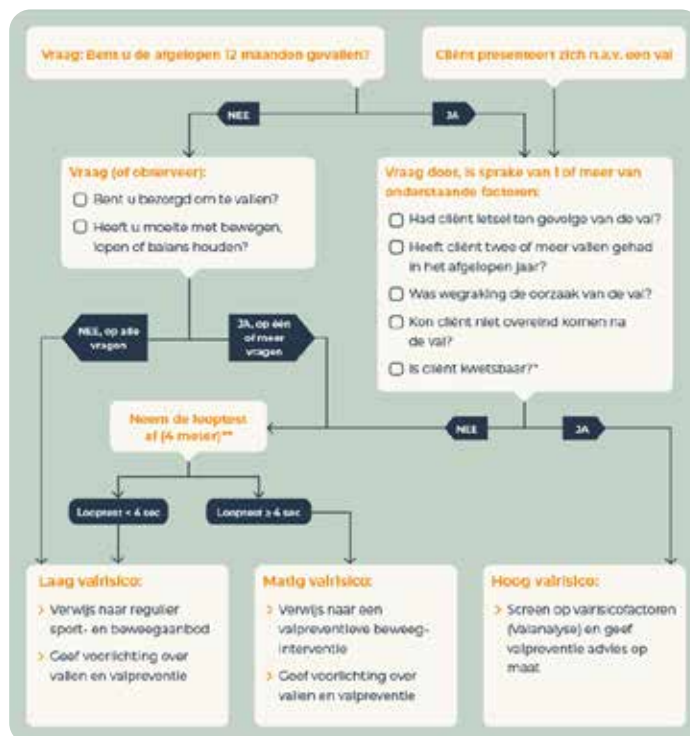 Vraag: Bent u de afgelopen 12 maanden gevallen?
Cliënt presenteert zich n.a.v. een val
NEE
JA
Vraag (of observeer):
Bent u bezorgd om te vallen?
Heeft u moeite met bewegen,
lopen of balans houden?
Vraag door, is sprake van 1 of meer van
onderstaande factoren:
Had cliënt letsel ten gevolge van de val?
Heeft cliënt twee of meer vallen gehad
in het afgelopen jaar?
Was wegraking de oorzaak van de val?
Kon cliënt niet overeind komen na
de val?
Is cliënt kwetsbaar?*
NEE, op alle
vragen
JA, op één
of meer
vragen
Neem de looptest
af (4 meter)**
NEE
JA
Looptest < 4 sec
Looptest ≥ 4 sec
Laag valrisico:
> Verwijs naar regulier
sport- en beweegaanbod
> Geef voorlichting over
vallen en valpreventie
Matig valrisico:
> Verwijs naar een
valpreventieve beweeg-
interventie
> Geef voorlichting over
vallen en valpreventie
Hoog valrisico:
> Screen op valrisicofactoren
(Valanalyse) en geef
valpreventie advies op
maat